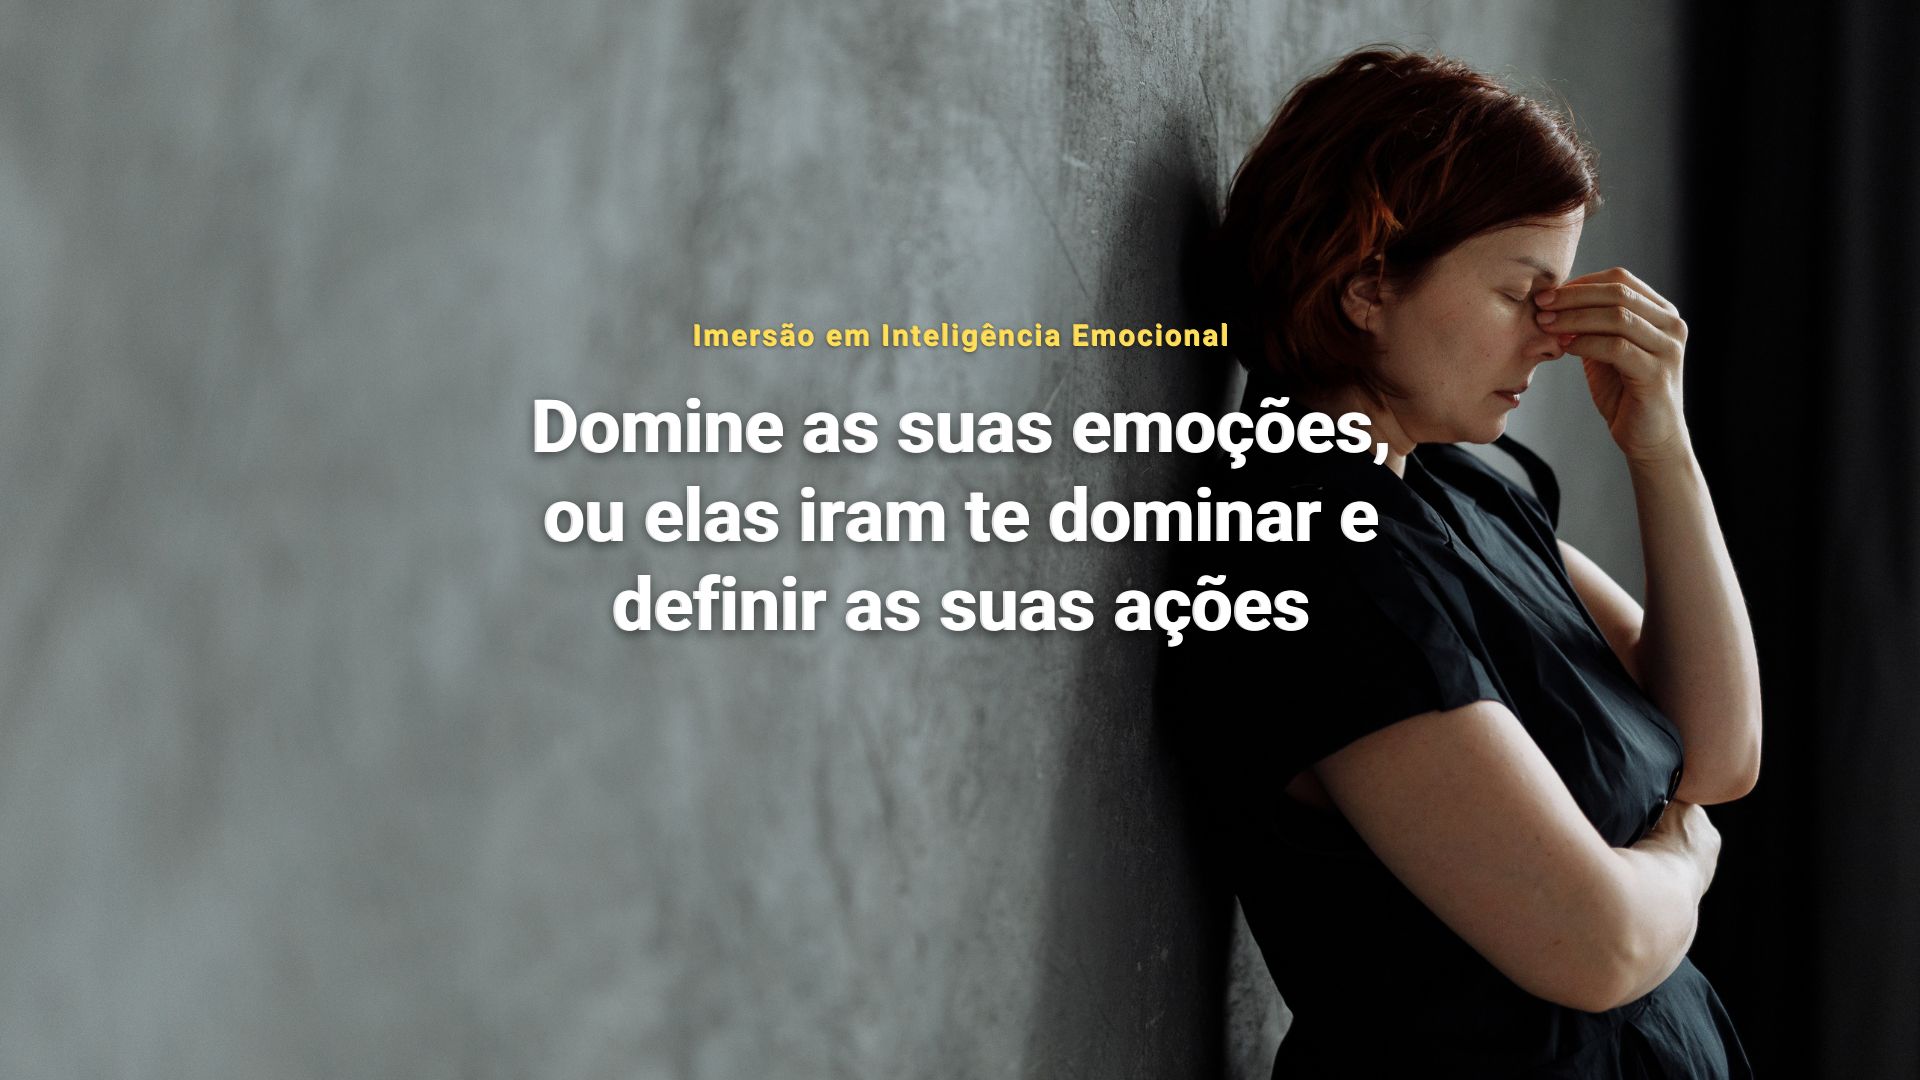 Imersão em Inteligência Emocional
Domine as suas emoções,
ou elas iram te dominar e
definir as suas ações